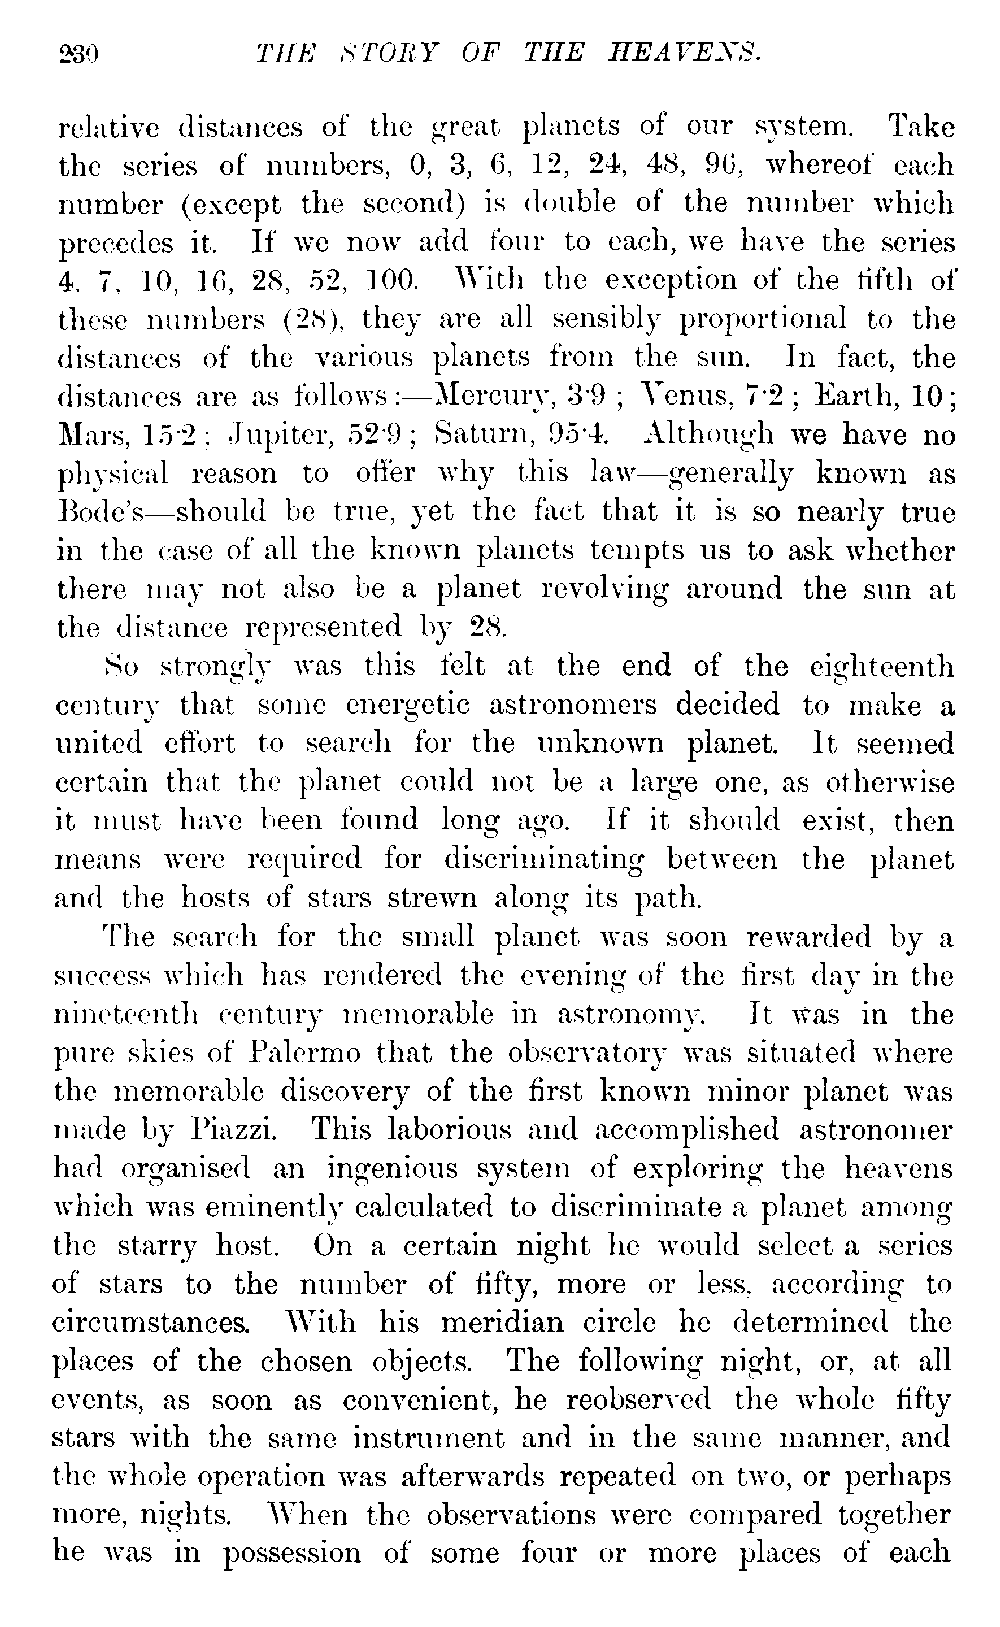 230 THE STORY OF THE HEAVENS.
relative distances of the great planets of our system. Take
the series of numbers, 0, 3, 6, 12, 24, 48, 96, whereof each
number (except the second) is double of the number which
precedes it. If we now add four to each, we have the series
4, 7, 10, 16, 28, 52, 100. With the exception of the fifth of
these numbers (28), they are all sensibly proportional to the
distances of the various planets from the sun. In fact, the
distances are as follows:—Mercury, 3·9 ; Venus, 7·2 ; Earth, 10 ;
Mars, 15·2 ; Jupiter, 52·9 ; Saturn, 95·4. Although we have no
physical reason to offer why this law—generally known as
Bode's—should be true, yet the fact that it is so nearly true
in the case of all the known planets tempts us to ask whether
there may not also be a planet revolving around the sun at
the distance represented by 28.
So strongly was this felt at the end of the eighteenth
century that some energetic astronomers decided to make a
united effort to search for the unknown planet. It seemed
certain that the planet could not be a large one, as otherwise
it must have been found long ago. If it should exist, then
means were required for discriminating between the planet
and the hosts of stars strewn along its path.
The search for the small planet was soon rewarded by a
success which has rendered the evening of the first day in the
nineteenth century memorable in astronomy. It was in the
pure skies of Palermo that the observatory was situated where
the memorable discovery of the first known minor planet was
made by Piazzi. This laborious and accomplished astronomer
had organised an ingenious system of exploring the heavens
which was eminently calculated to discriminate a planet among
the starry host. On a certain night he would select a series
of stars to the number of fifty, more or less, according to
circumstances. With his meridian circle he determined the
places of the chosen objects. The following night, or, at all
events, as soon as convenient, he reobserved the whole fifty
stars with the same instrument and in the same manner, and
the whole operation was afterwards repeated on two, or perhaps
more, nights. When the observations were compared together
he was in possession of some four or more places of each